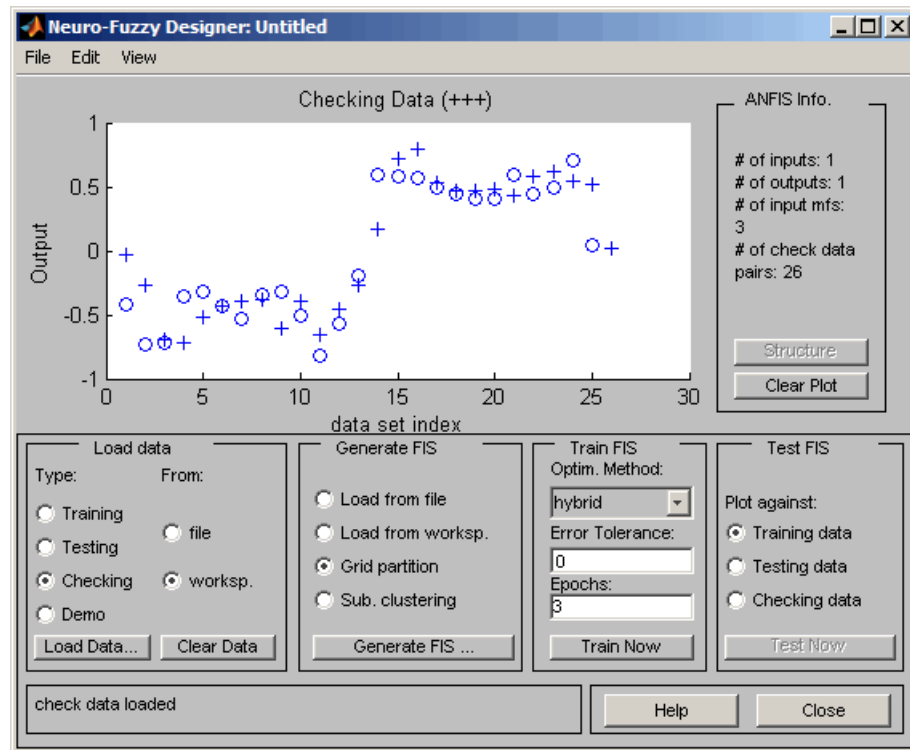 Neuro-Fuzzy Designer: Untitled
File Edit View
Checking Data (+++)
1
0.5
0
-0.5
-1
Output
0 5 10 15 20 25 30
data set index
ANFIS Info.
# of inputs: 1
# of outputs: 1
# of input mfs:
3
# of check data
pairs: 26
Structure
Clear Plot
Load data
Type: From:
Training
Testing
Checking
Demo
file
worksp.
Load Data... Clear Data
Generate FIS
Load from file
Load from worksp.
Grid partition
Sub. clustering
Generate FIS ...
Train FIS
Optim. Method:
hybrid
Error Tolerance:
0
Epochs:
3
Train Now
Test FIS
Plot against:
Training data
Testing data
Checking data
Test Now
check data loaded
Help Close